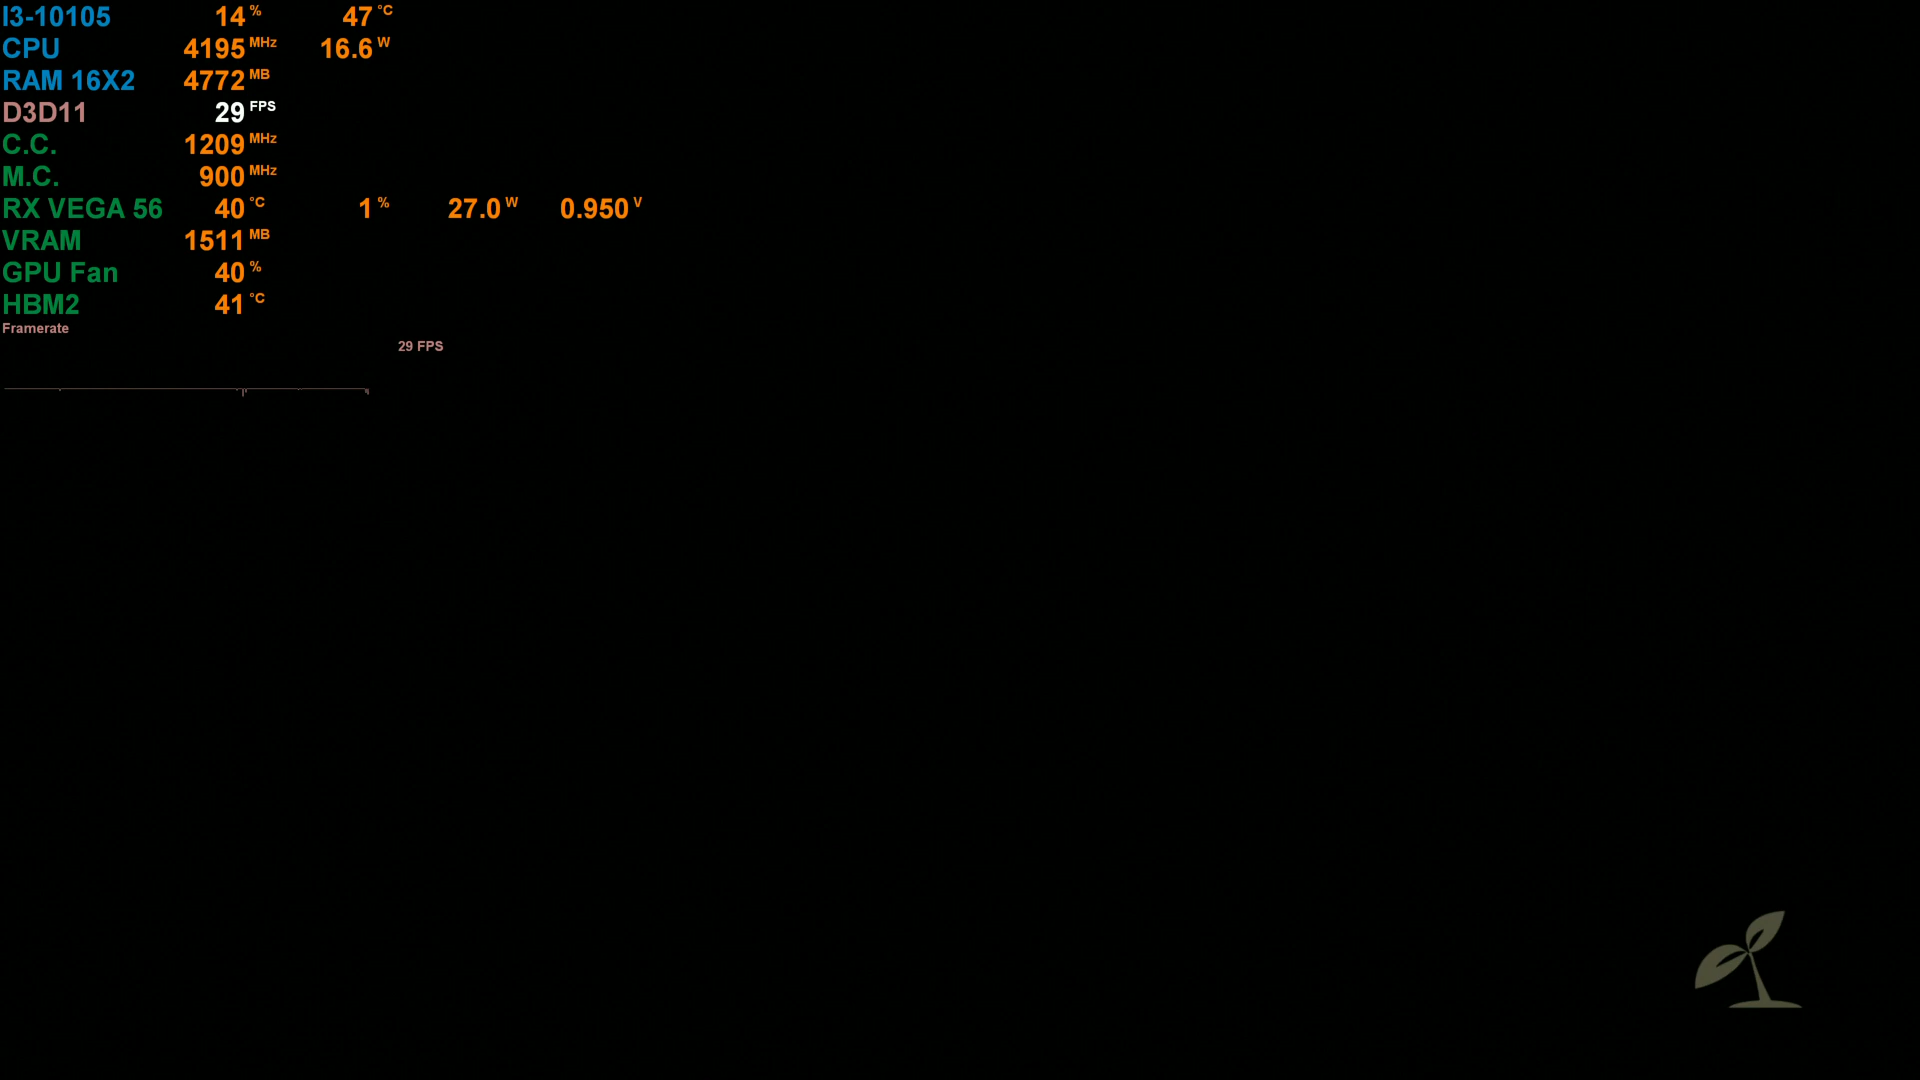 I3-10105 14 % 47 °C
CPU 4195 MHz 16.6 W
RAM 16X2 4772 MB
D3D11 29 FPS
C.C. 1209 MHz
M.C. 900 MHz
RX VEGA 56 40 °C 1 % 27.0 W 0.950 V
VRAM 1511 MB
GPU Fan 40 %
HBM2 41 °C
Framerate
29 FPS